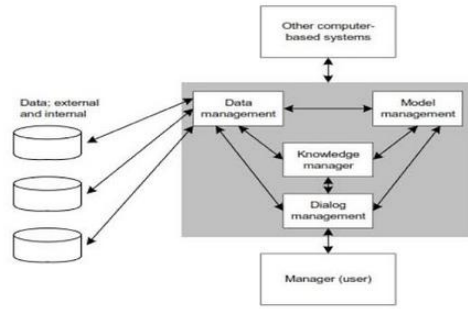 Other computer-
based systems
Data; external
and internal
Data
management
Model
management
Knowledge
manager
Dialog
management
Manager (user)